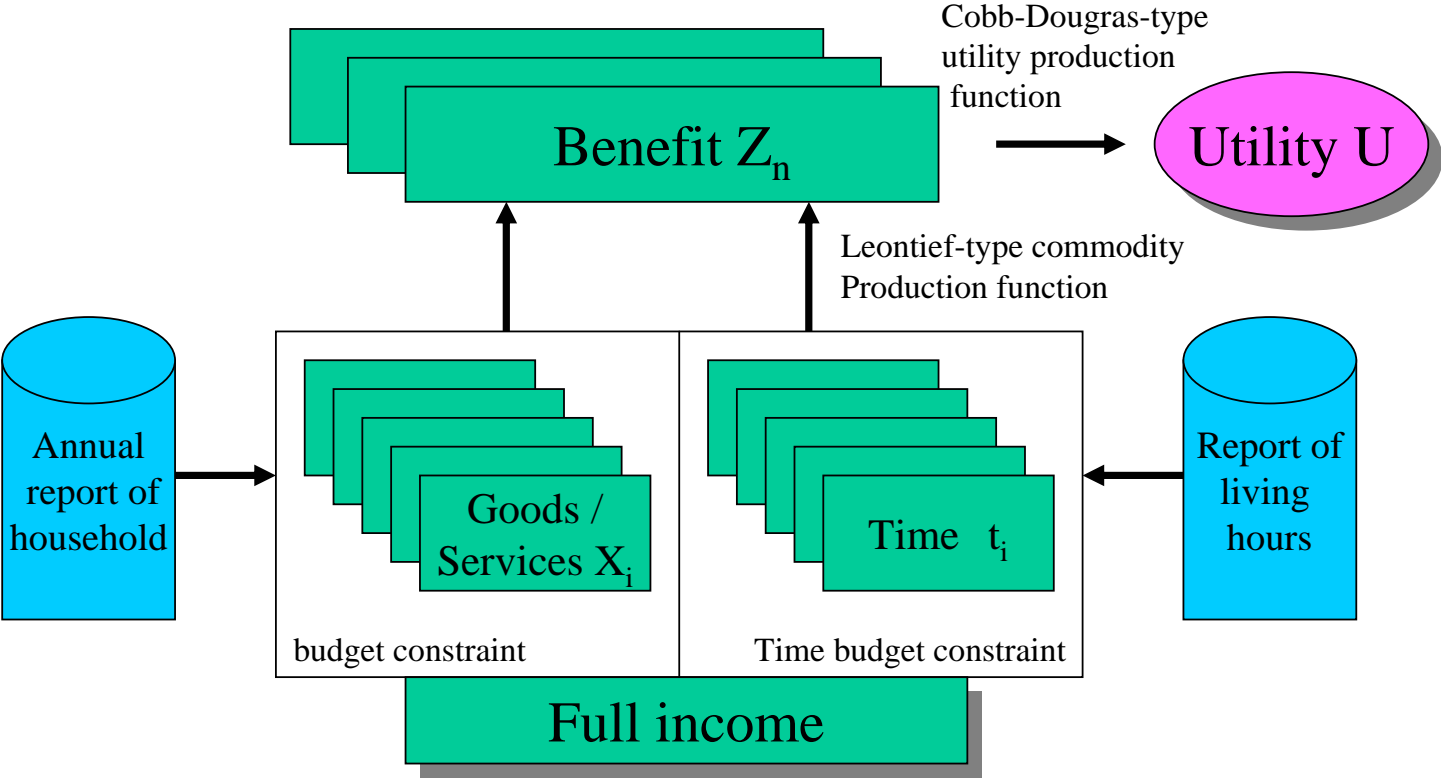 Cobb-Dougras-type
utility production
function
Benefit Zₙ
Utility U
Leontief-type commodity
Production function
Annual
report of
household
Goods /
Services Xᵢ
budget constraint
Time tᵢ
Time budget constraint
Report of
living
hours
Full income